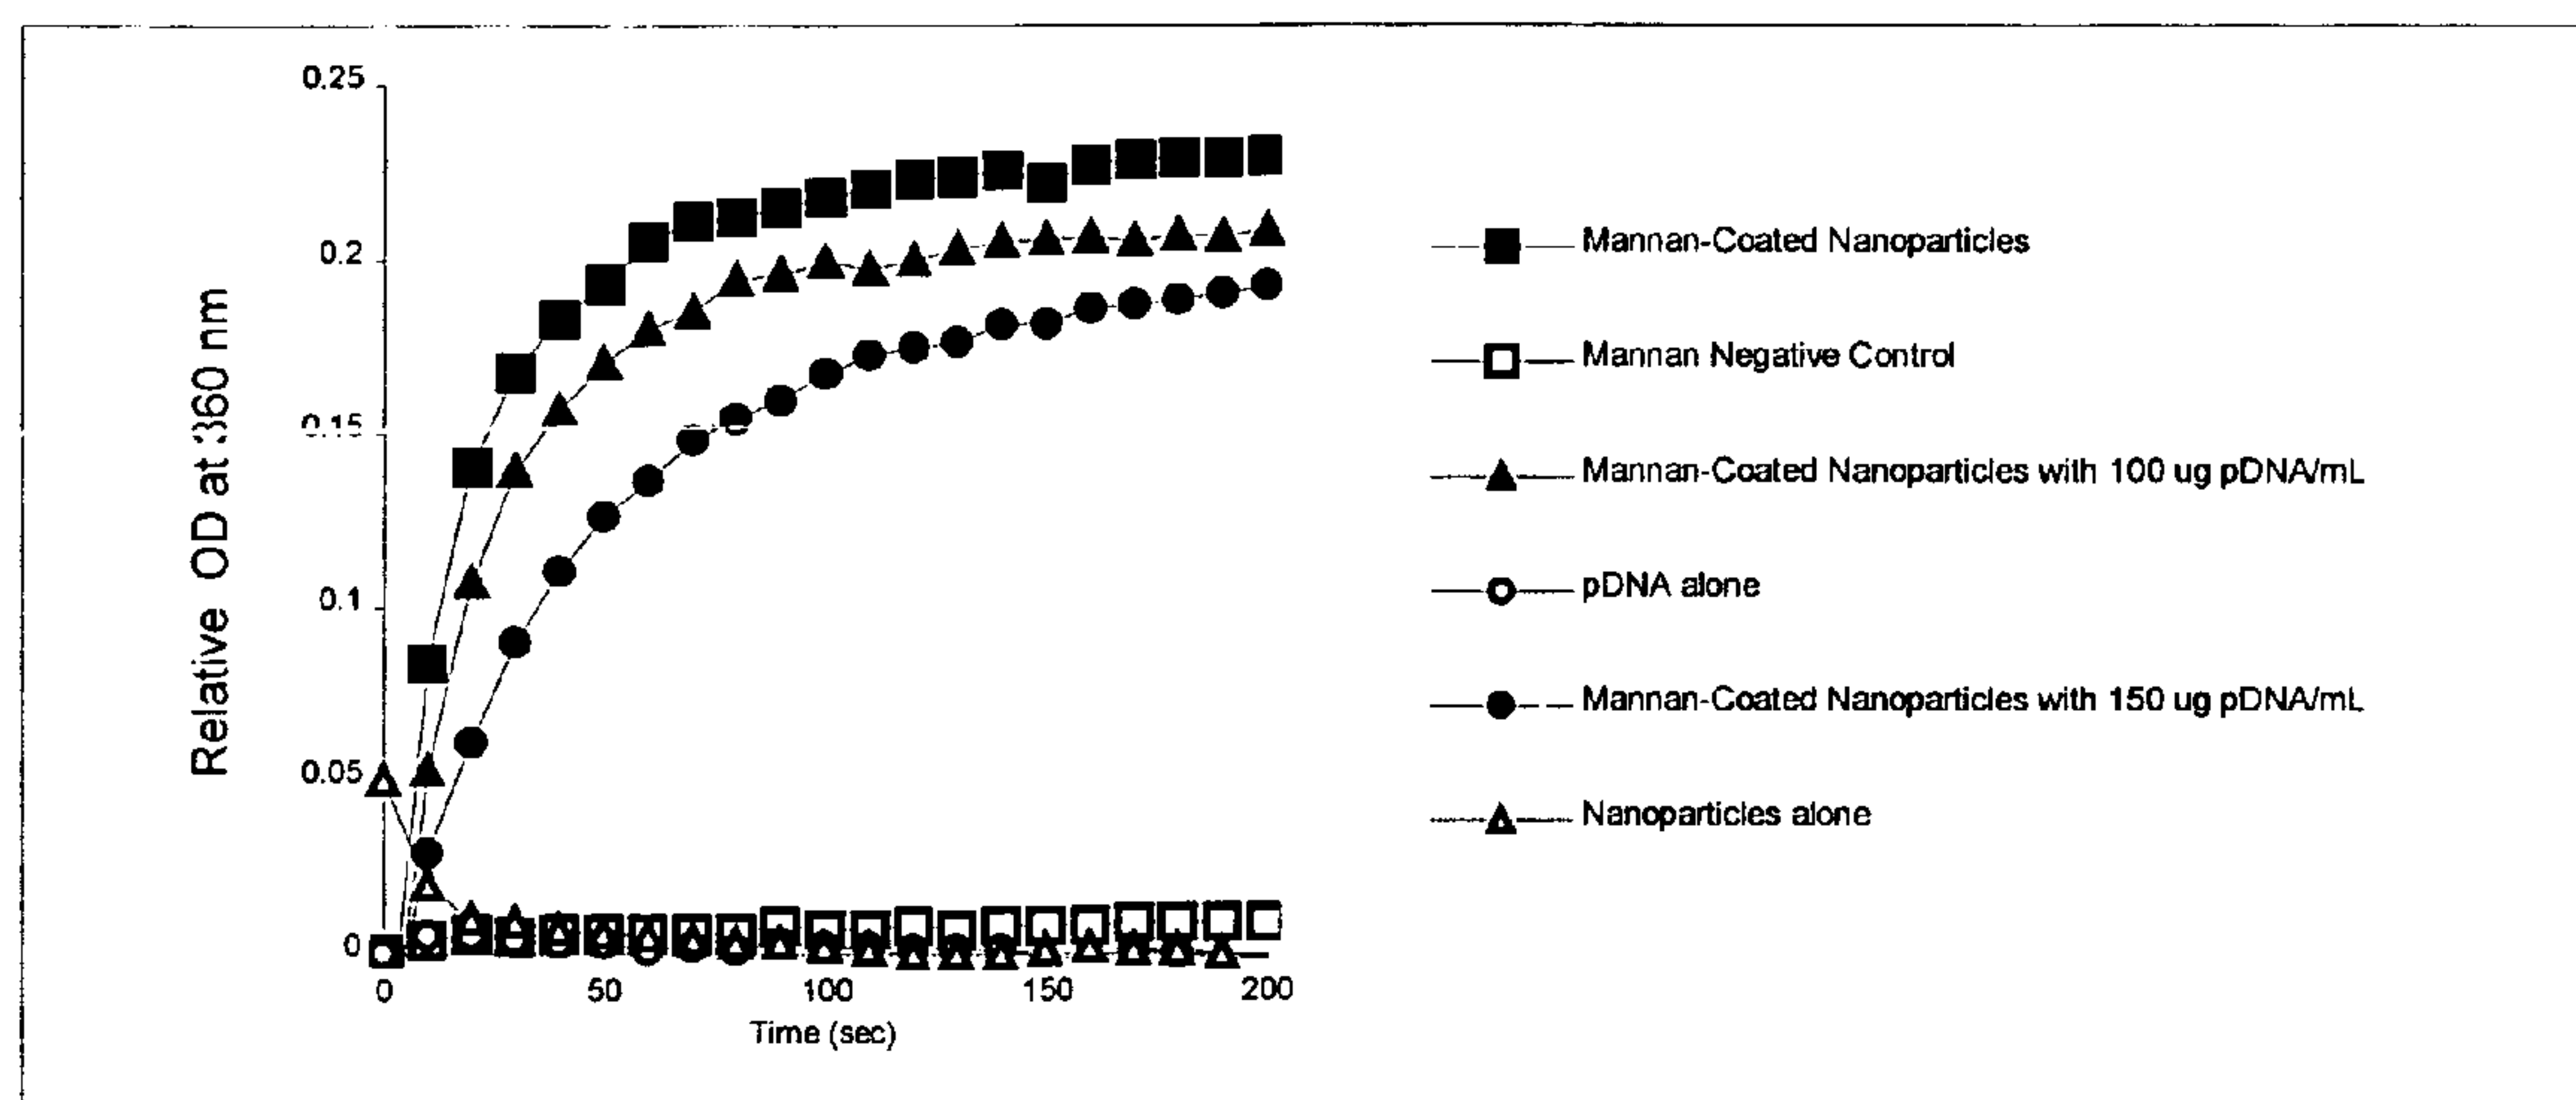 0.25
0.2
0.15
0.1
0.05
0
0 50 100 150 200
Time (sec)
Relative OD at 360 nm
Mannan-Coated Nanoparticles
Mannan Negative Control
Mannan-Coated Nanoparticles with 100 ug pDNA/mL
pDNA alone
Mannan-Coated Nanoparticles with 150 ug pDNA/mL
Nanoparticles alone